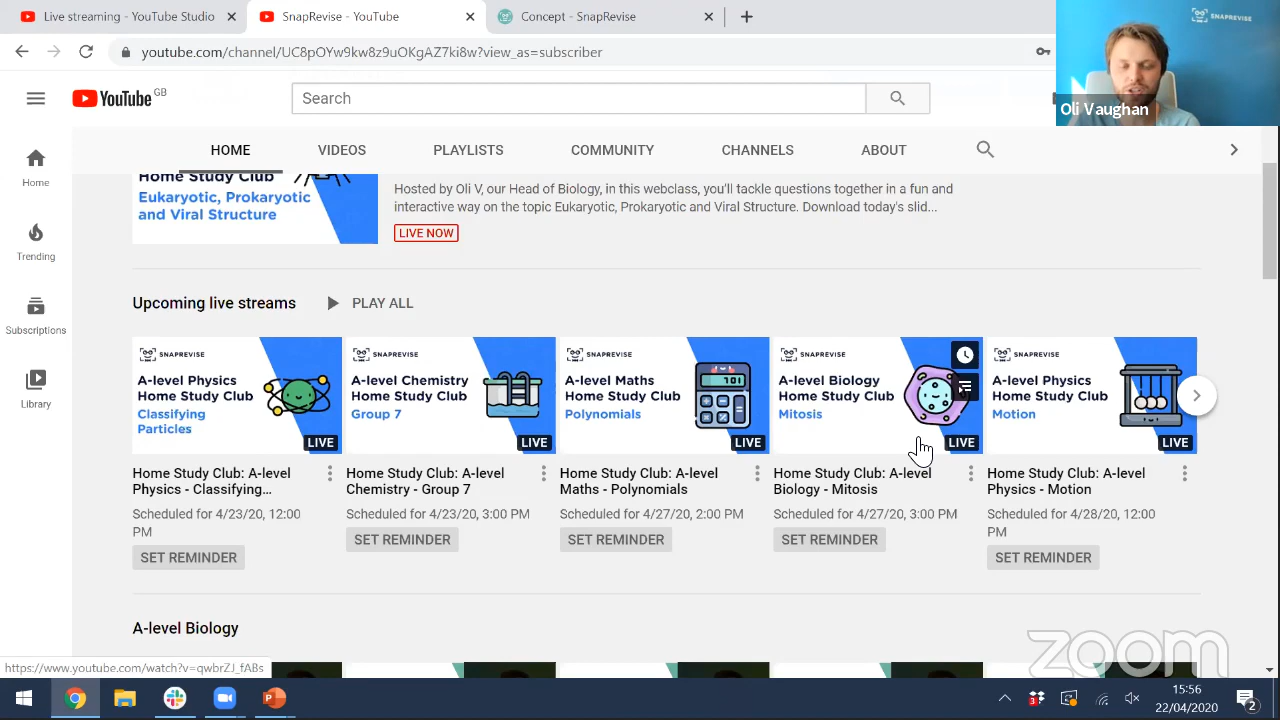 Live streaming - YouTube Studio
SnapRevise - YouTube
Concept - SnapRevise
youtube.com/channel/UC8pOYw9kw8z9uOKgAZ7ki8w?view_as=subscriber
SNAPREVISE
Oli Vaughan
YouTube GB
Search
HOME
VIDEOS
PLAYLISTS
COMMUNITY
CHANNELS
ABOUT
Home
Trending
Subscriptions
Library
Home Study Club
Eukaryotic, Prokaryotic
and Viral Structure
Hosted by Oli V, our Head of Biology, in this webclass, you'll tackle questions together in a fun and
interactive way on the topic Eukaryotic, Prokaryotic and Viral Structure. Download today's slid...
LIVE NOW
Upcoming live streams
PLAY ALL
SNAPREVISE
A-level Physics
Home Study Club
Classifying
Particles
LIVE
Home Study Club: A-level
Physics - Classifying...
Scheduled for 4/23/20, 12:00
PM
SET REMINDER
SNAPREVISE
A-level Chemistry
Home Study Club
Group 7
LIVE
Home Study Club: A-level
Chemistry - Group 7
Scheduled for 4/23/20, 3:00 PM
SET REMINDER
SNAPREVISE
A-level Maths
Home Study Club
Polynomials
701
LIVE
Home Study Club: A-level
Maths - Polynomials
Scheduled for 4/27/20, 2:00 PM
SET REMINDER
SNAPREVISE
A-level Biology
Home Study Club
Mitosis
LIVE
Home Study Club: A-level
Biology - Mitosis
Scheduled for 4/27/20, 3:00 PM
SET REMINDER
SNAPREVISE
A-level Physics
Home Study Club
Motion
LIVE
Home Study Club: A-level
Physics - Motion
Scheduled for 4/28/20, 12:00
PM
SET REMINDER
A-level Biology
zoom
https://www.youtube.com/watch?v=qwbrZJ_fABs
15:56
22/04/2020
2